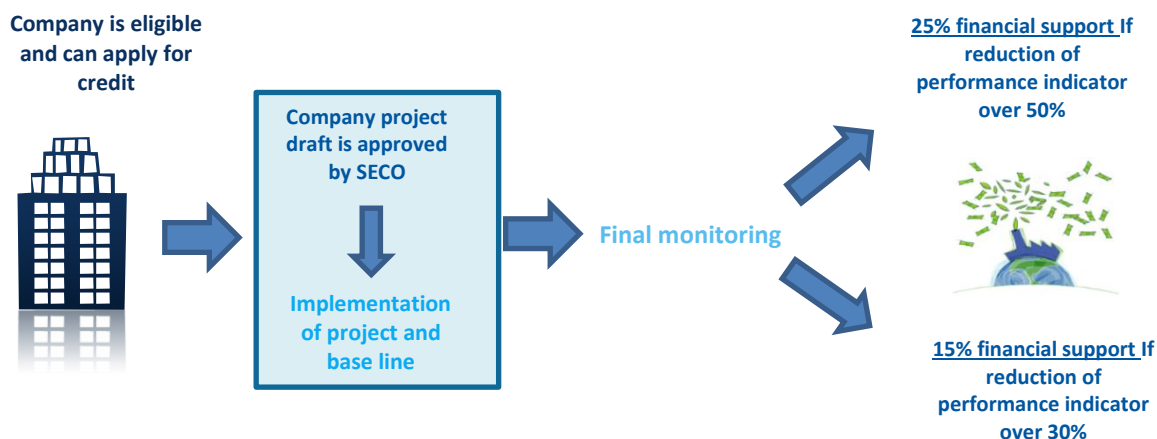 Company is eligible
and can apply for
credit
Company project
draft is approved
by SECO
Implementation
of project and
base line
Final monitoring
25% financial support If
reduction of
performance indicator
over 50%
15% financial support If
reduction of
performance indicator
over 30%